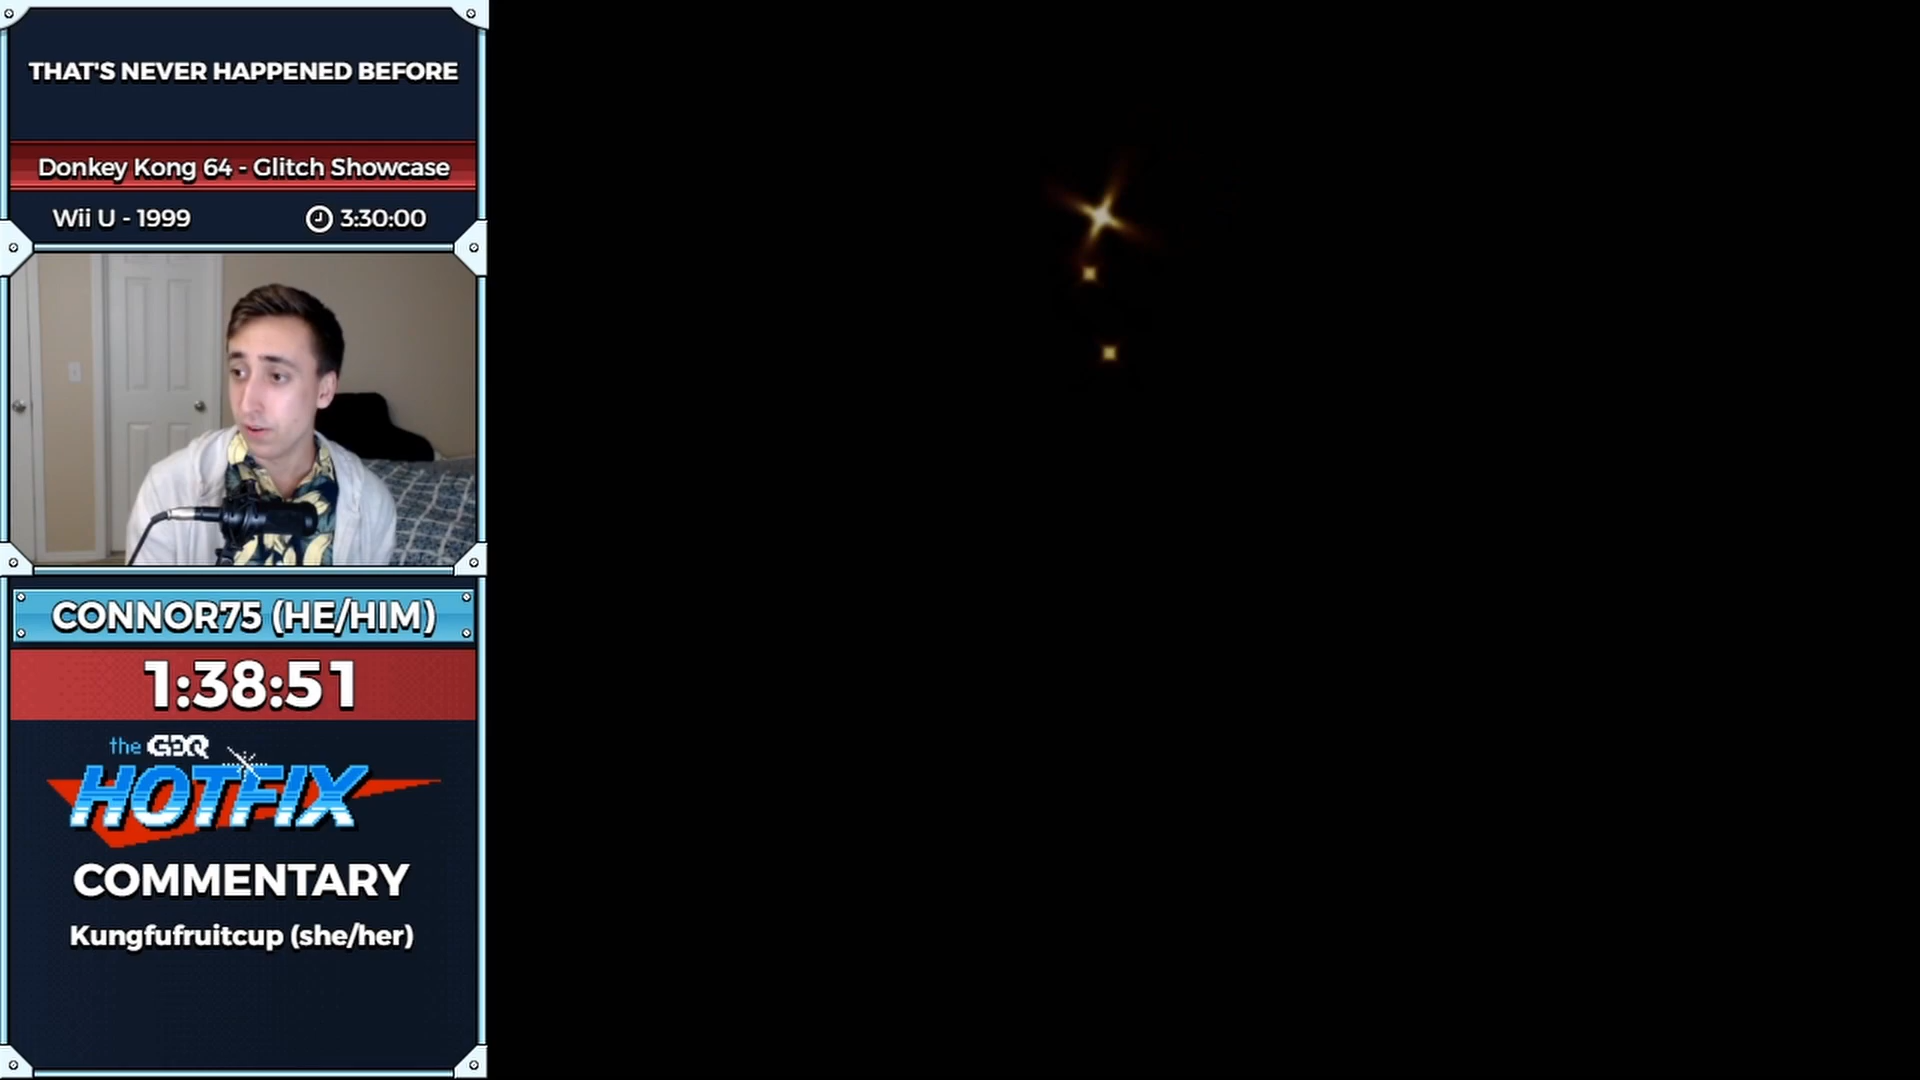 THAT'S NEVER HAPPENED BEFORE
Donkey Kong 64 - Glitch Showcase
Wii U - 1999
3:30:00
CONNOR75 (HE/HIM)
1:38:51
the GDQ
HOTFIX
COMMENTARY
Kungfufruitcup (she/her)